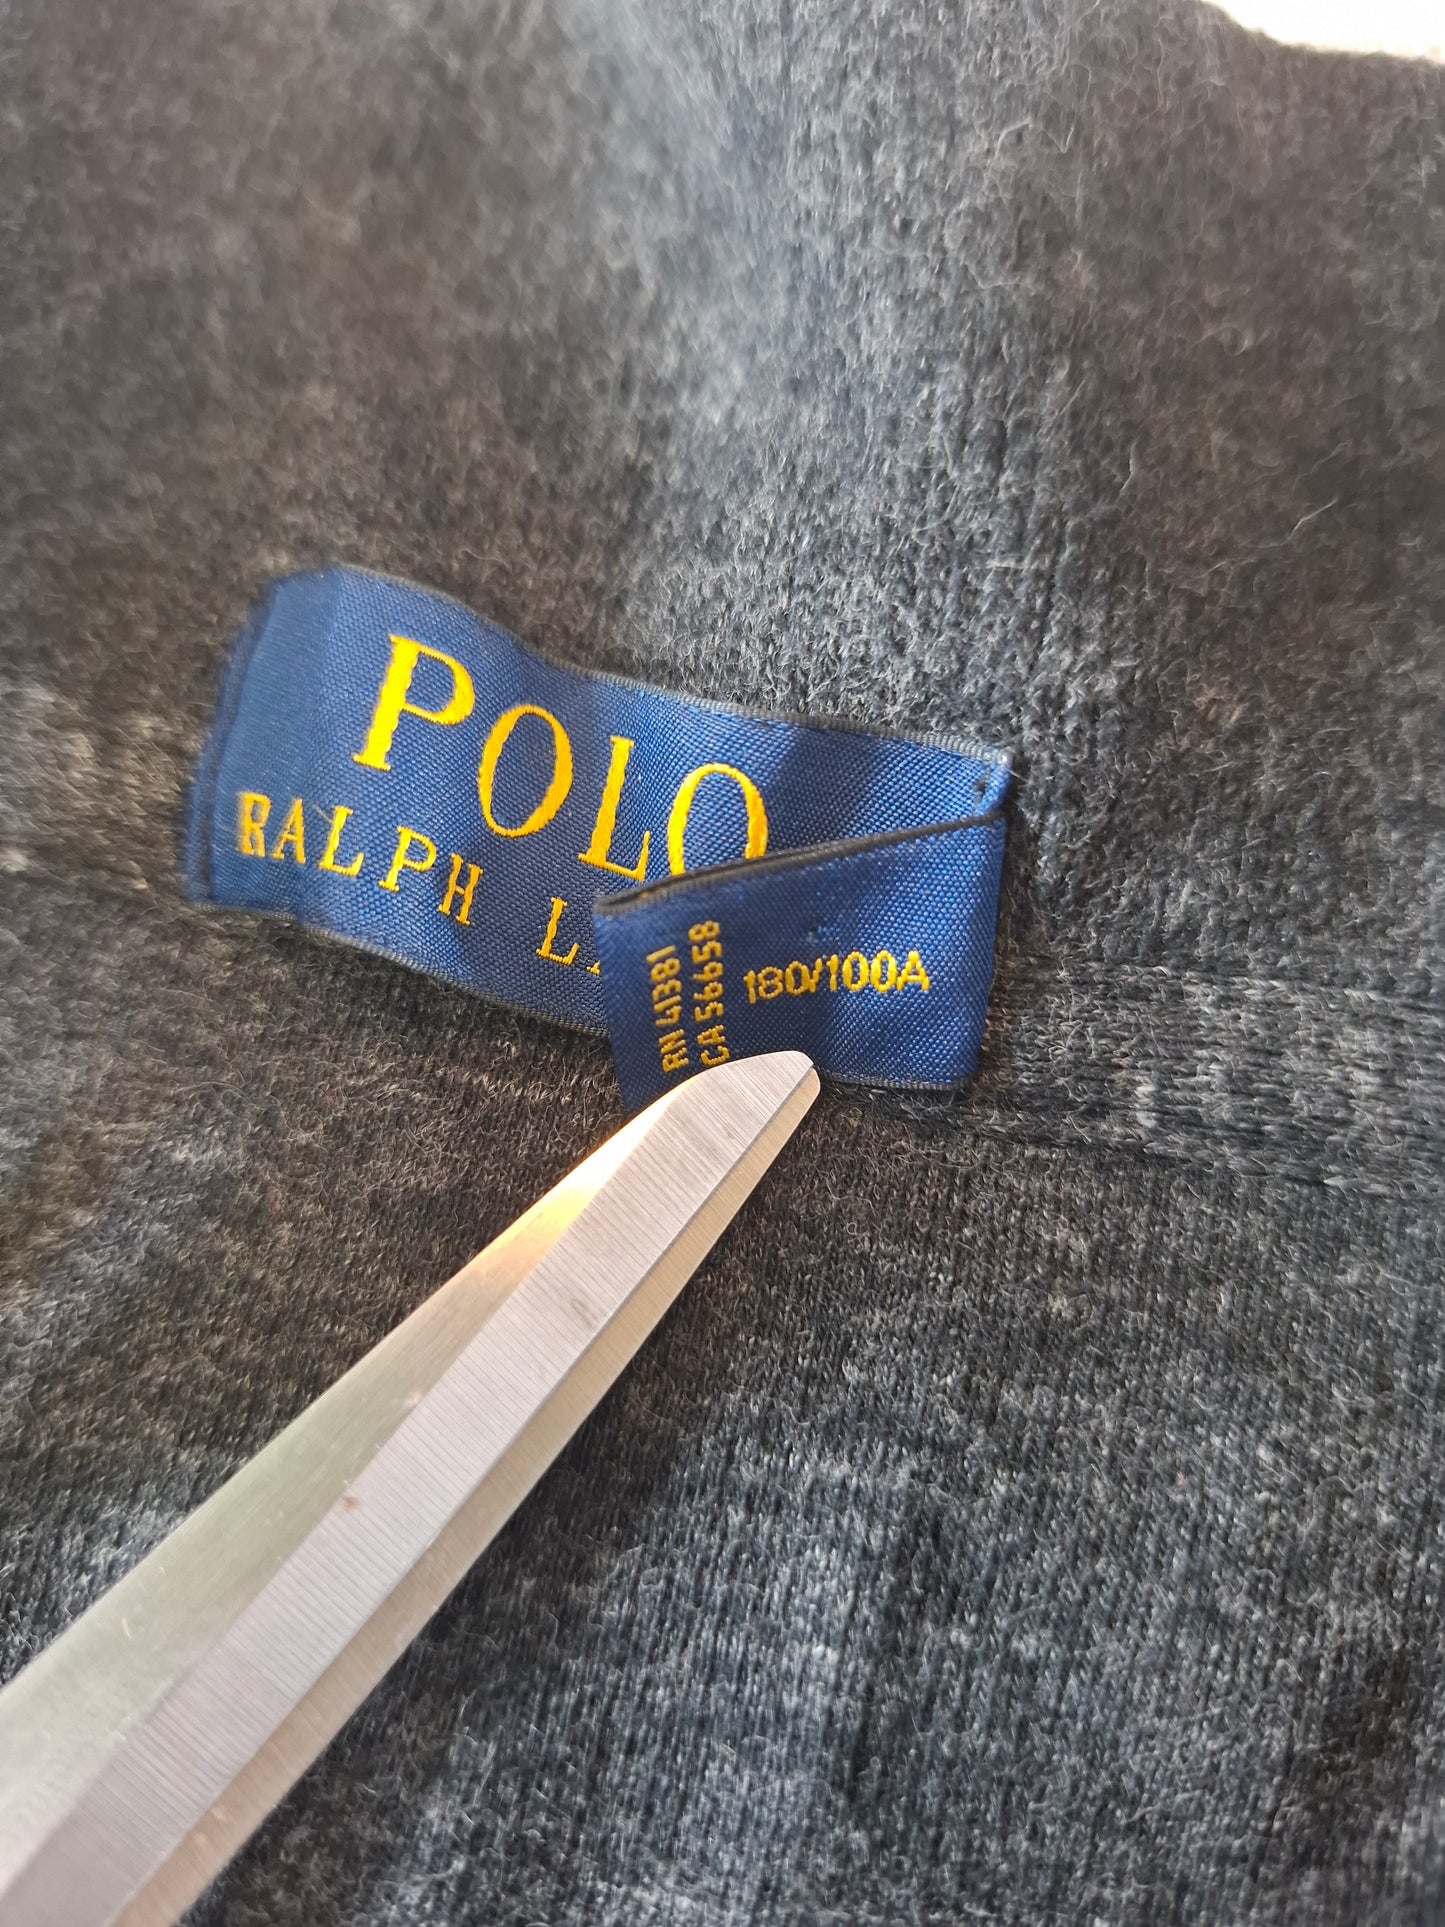 POLO
RALPH
RN 41381
CA 56658
180/100A